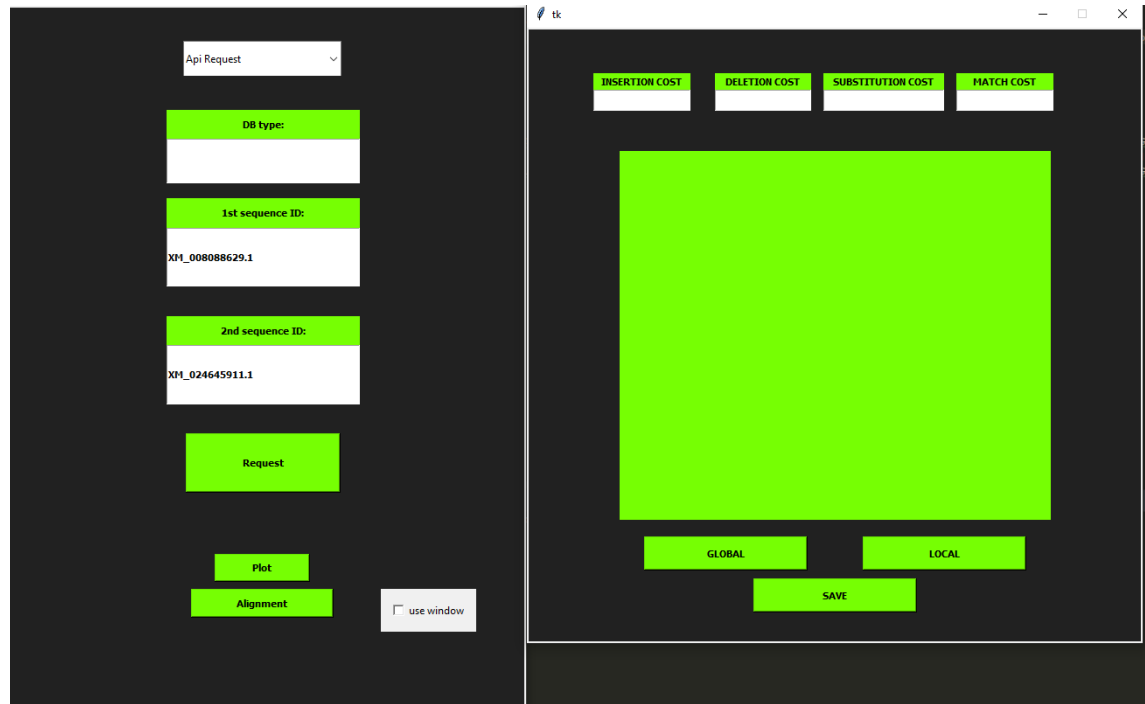 Api Request
DB type:
1st sequence ID:
XM_008088629.1
2nd sequence ID:
XM_024645911.1
Request
Plot
Alignment
use window
tk
INSERTION COST
DELETION COST
SUBSTITUTION COST
MATCH COST
GLOBAL
LOCAL
SAVE